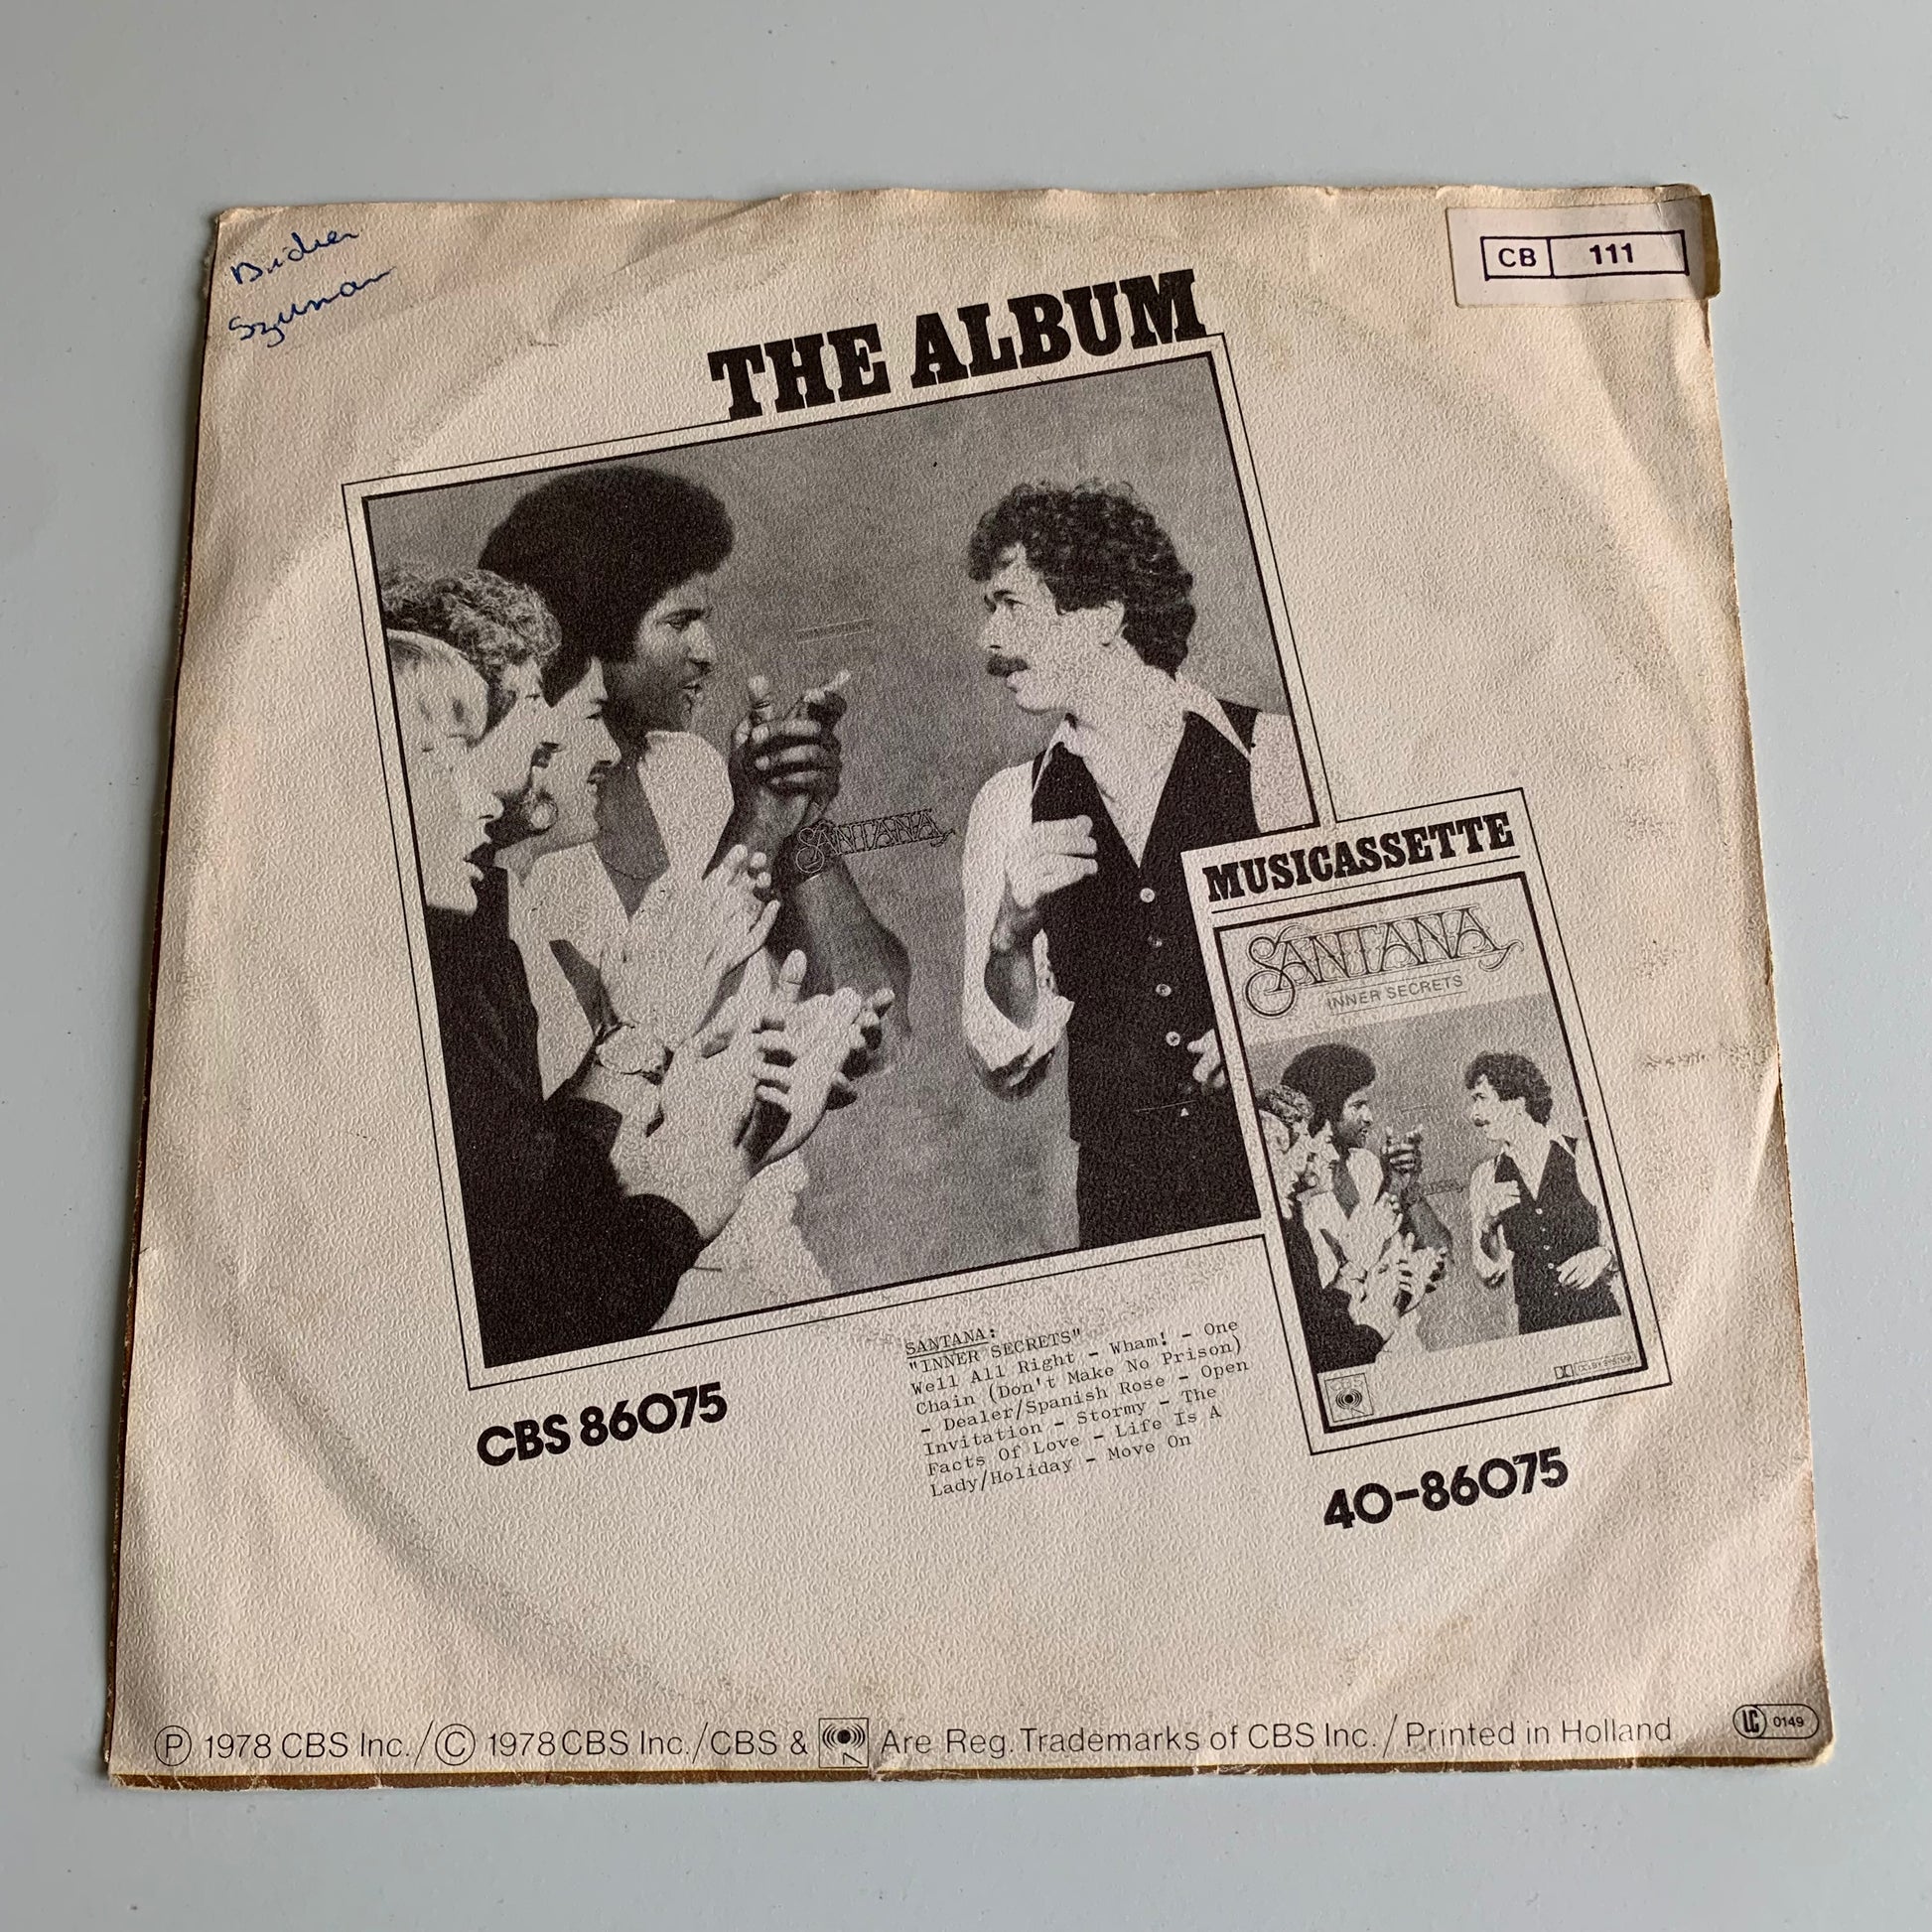 CB 111
THE ALBUM
SANTANA
MUSICASSETTE
SANTANA
INNER SECRETS
SANTANA:
"INNER SECRETS"
Well All Right - Wham! - One
Chain (Don't Make No Prison)
- Dealer/Spanish Rose - Open
Invitation - Stormy - The
Facts Of Love - Life Is A
Lady/Holiday - Move On
CBS 86075
40-86075
Ⓟ 1978 CBS Inc./© 1978 CBS Inc./CBS & Are Reg. Trademarks of CBS Inc./Printed in Holland
LC 0149